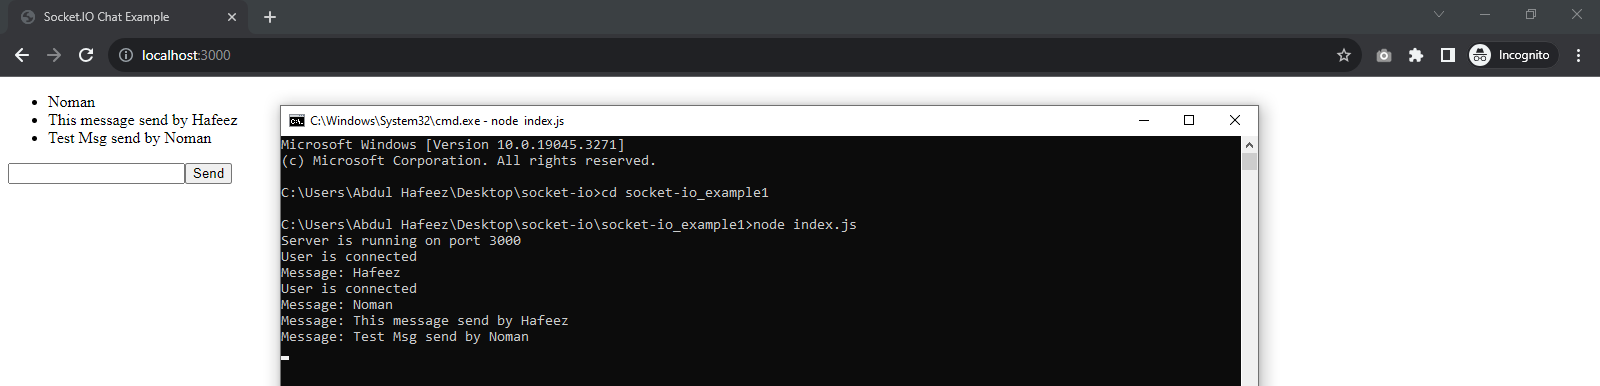 Socket.IO Chat Example
localhost:3000
Incognito
Noman
This message send by Hafeez
Test Msg send by Noman
Send
C:\Windows\System32\cmd.exe - node  index.js
Microsoft Windows [Version 10.0.19045.3271]
(c) Microsoft Corporation. All rights reserved.
C:\Users\Abdul Hafeez\Desktop\socket-io>cd socket-io_example1
C:\Users\Abdul Hafeez\Desktop\socket-io\socket-io_example1>node index.js
Server is running on port 3000
User is connected
Message: Hafeez
User is connected
Message: Noman
Message: This message send by Hafeez
Message: Test Msg send by Noman